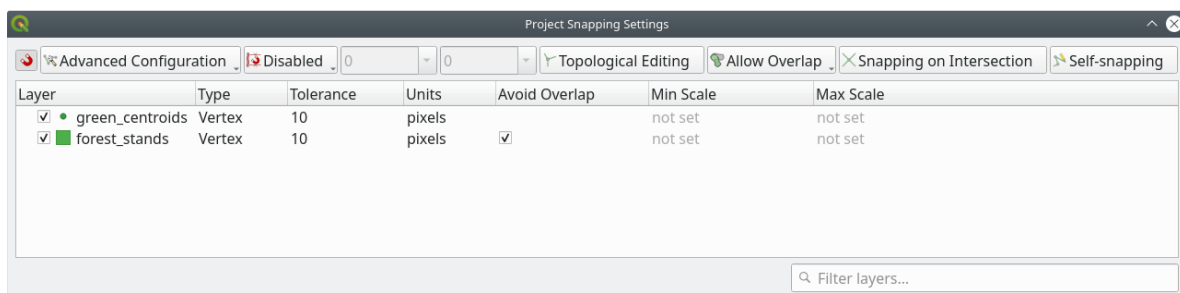 Project Snapping Settings
Advanced Configuration Disabled 0 0 Topological Editing Allow Overlap Snapping on Intersection Self-snapping
Layer Type Tolerance Units Avoid Overlap Min Scale Max Scale
green_centroids Vertex 10 pixels not set not set
forest_stands Vertex 10 pixels not set not set
Filter layers...